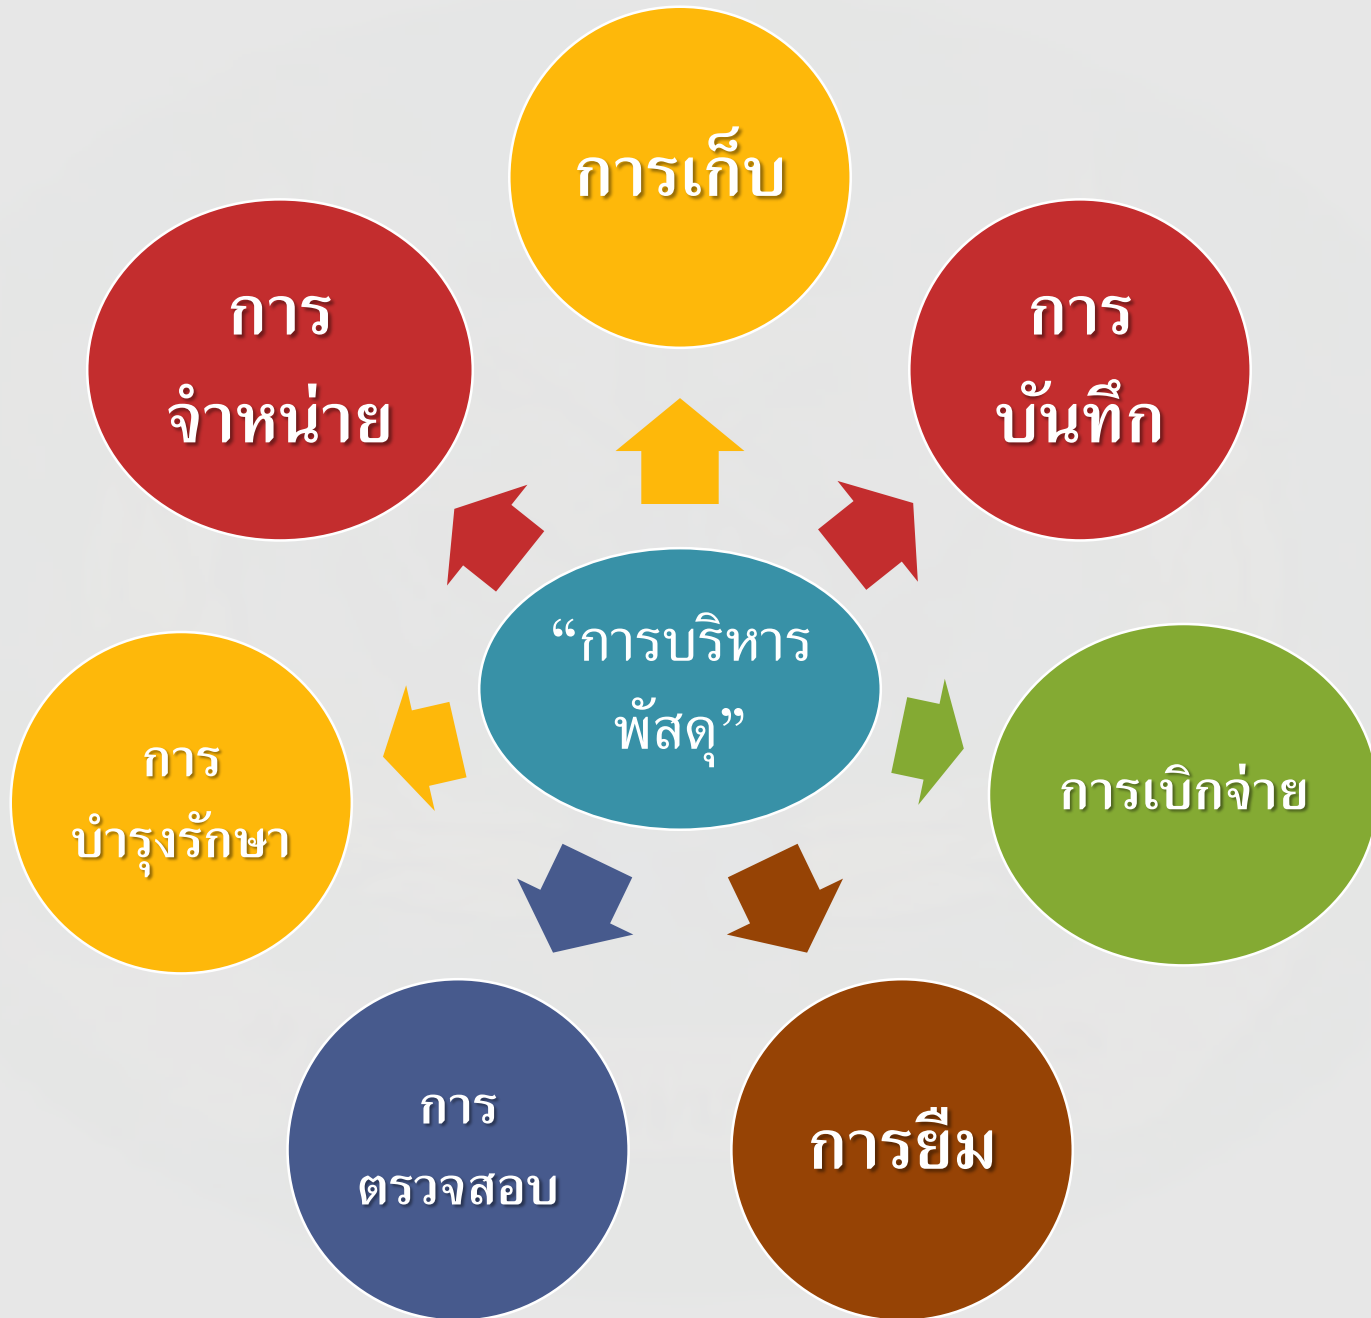 การเก็บ
การ
บันทึก
การเบิกจ่าย
การยืม
การ
ตรวจสอบ
การ
บำรุงรักษา
การ
จำหน่าย
“การบริหาร
พัสดุ”